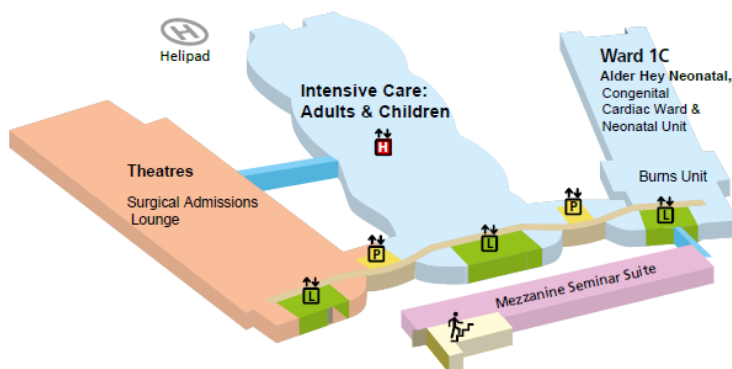 H
Helipad
Intensive Care:
Adults & Children
H
Ward 1C
Alder Hey Neonatal,
Congenital
Cardiac Ward &
Neonatal Unit
Burns Unit
Theatres
Surgical Admissions
Lounge
P
L
P
L
L
Mezzanine Seminar Suite